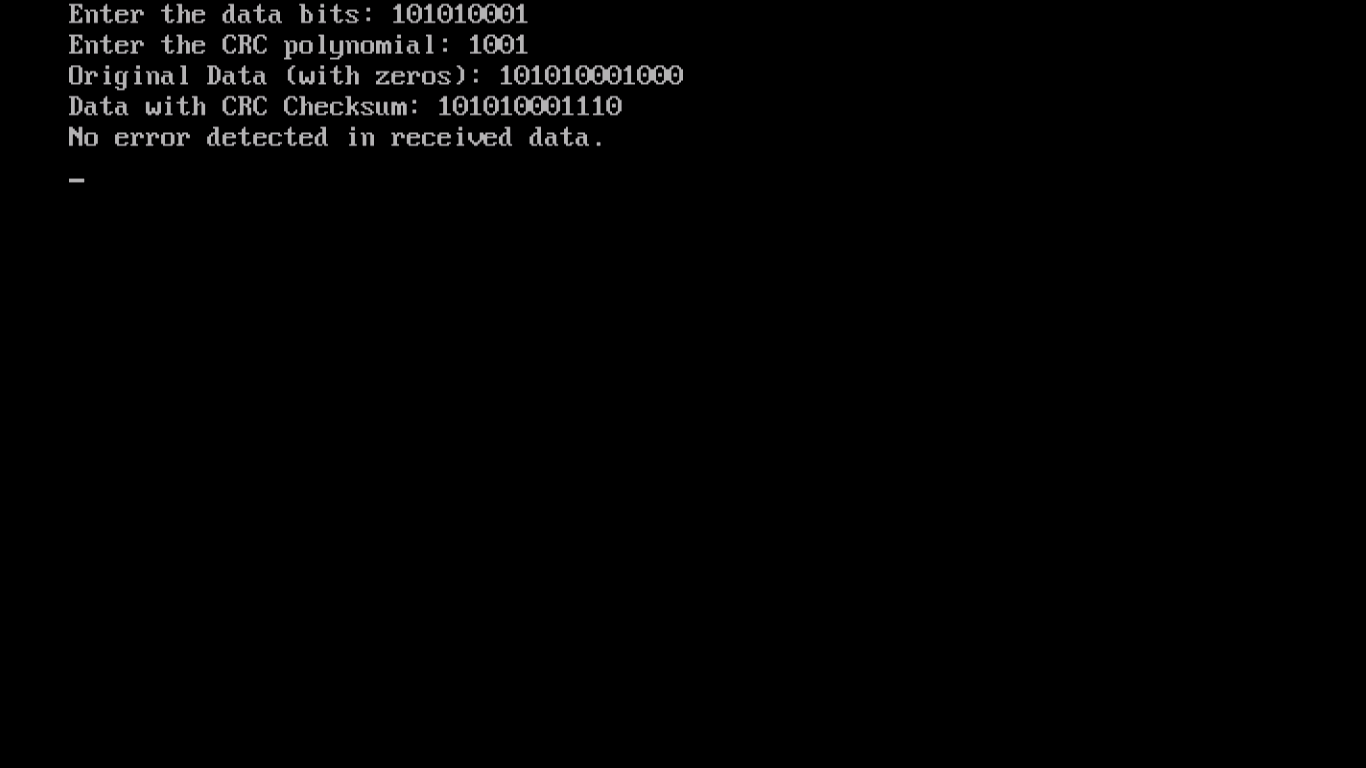 Enter the data bits: 101010001
Enter the CRC polynomial: 1001
Original Data (with zeros): 101010001000
Data with CRC Checksum: 101010001110
No error detected in received data.
_